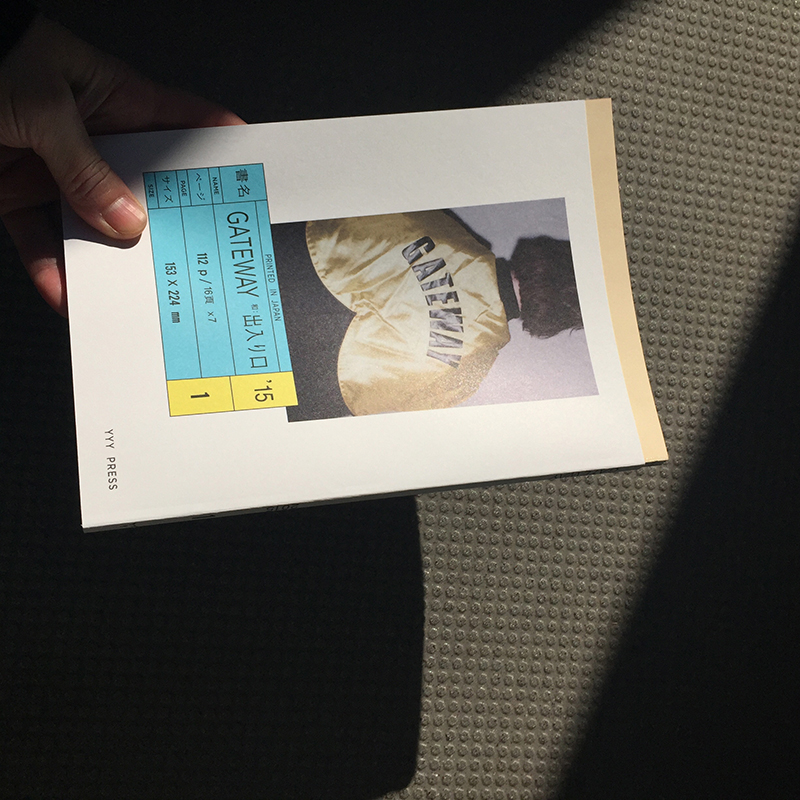 GATEWAY
PRINTED IN JAPAN
書名
NAME
GATEWAY 和: 出入り口
'15
ページ
PAGE
112 p / 16頁 x 7
1
サイズ
SIZE
153 x 224 mm
YYY PRESS